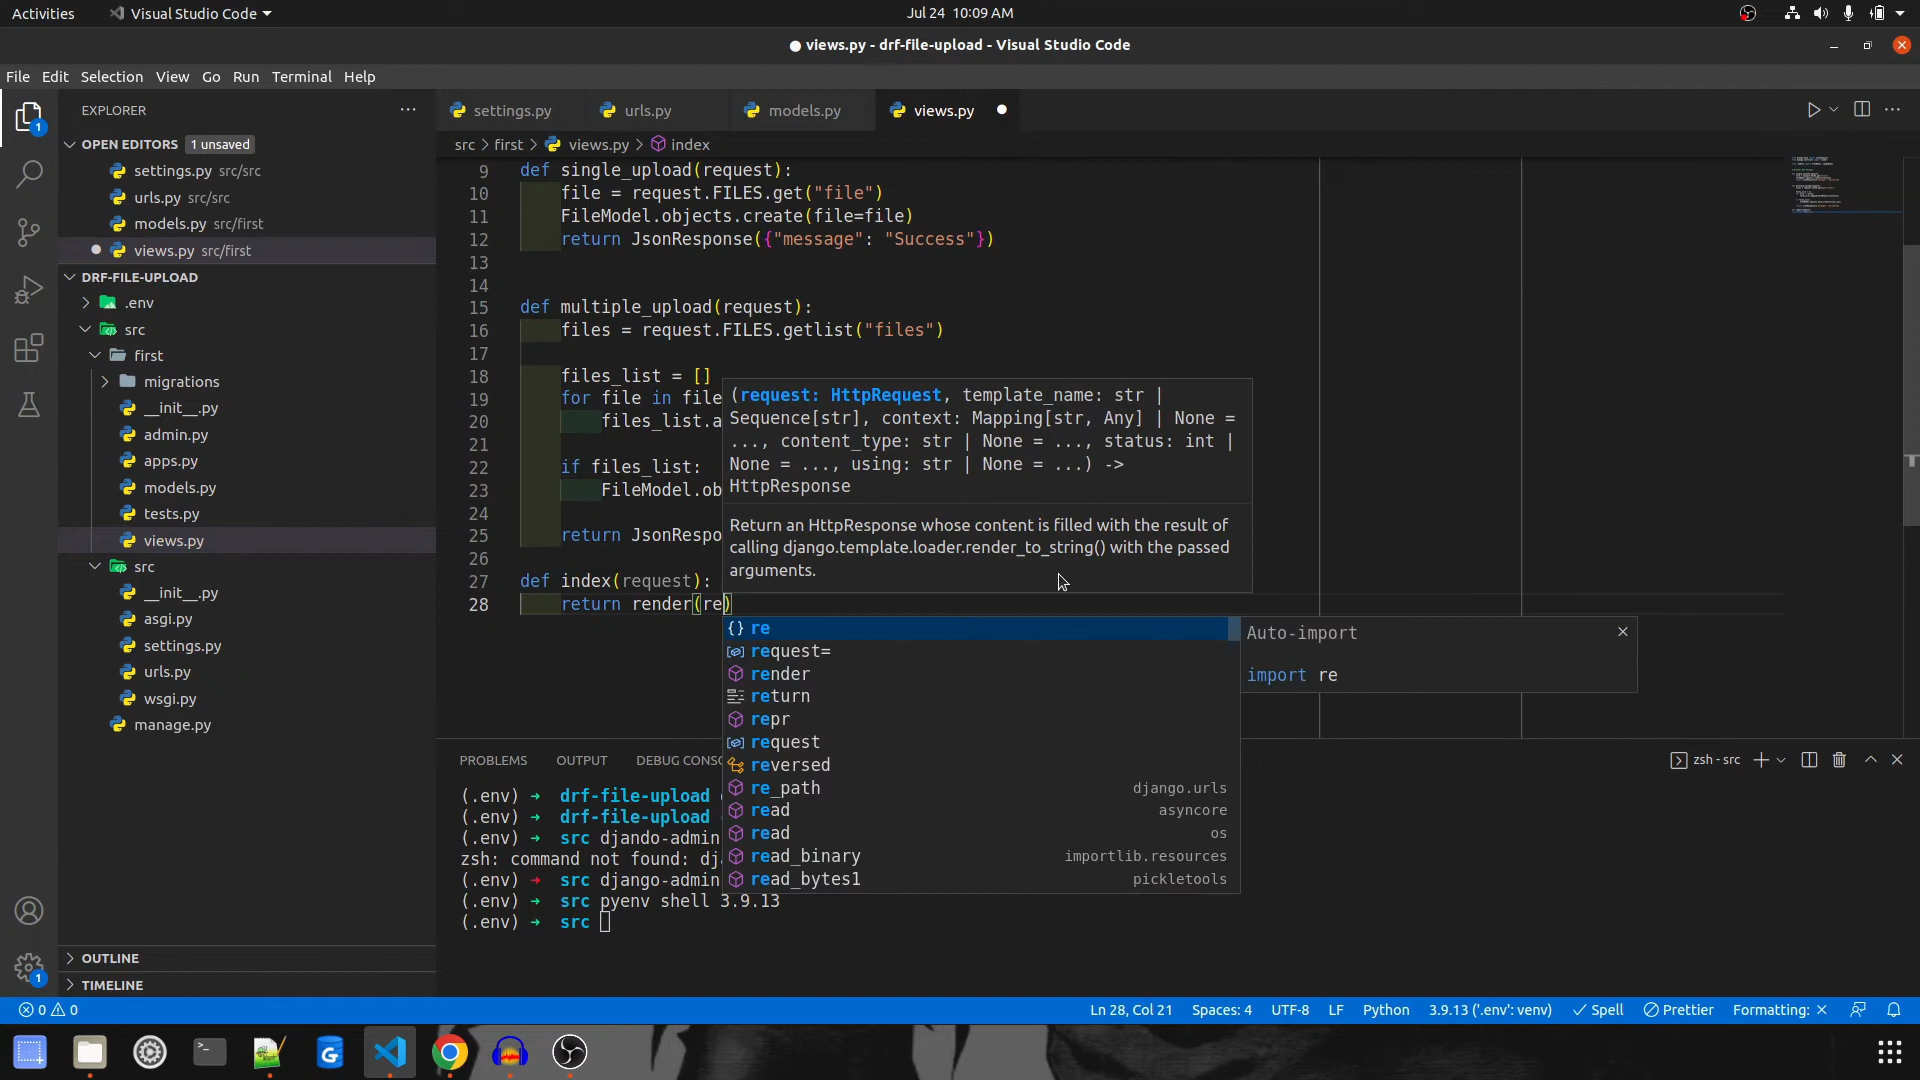 Activities
Visual Studio Code
Jul 24 10:09 AM
● views.py - drf-file-upload - Visual Studio Code
File Edit Selection View Go Run Terminal Help
EXPLORER
OPEN EDITORS 1 unsaved
settings.py src/src
urls.py src/src
models.py src/first
views.py src/first
DRF-FILE-UPLOAD
.env
src
first
migrations
__init__.py
admin.py
apps.py
models.py
tests.py
views.py
src
__init__.py
asgi.py
settings.py
urls.py
wsgi.py
manage.py
OUTLINE
TIMELINE
1
1
settings.py urls.py models.py views.py
src > first > views.py > index
9 def single_upload(request):
10 file = request.FILES.get("file")
11 FileModel.objects.create(file=file)
12 return JsonResponse({"message": "Success"})
13
14
15 def multiple_upload(request):
16 files = request.FILES.getlist("files")
17
18 files_list = []
19 for file in file
20 files_list.a
21
22 if files_list:
23 FileModel.ob
24
25 return JsonRespo
26
27 def index(request):
28 return render(re)
(request: HttpRequest, template_name: str |
Sequence[str], context: Mapping[str, Any] | None =
..., content_type: str | None = ..., status: int |
None = ..., using: str | None = ...) ->
HttpResponse
Return an HttpResponse whose content is filled with the result of
calling django.template.loader.render_to_string() with the passed
arguments.
re
request=
render
return
repr
request
reversed
re_path django.urls
read asyncore
read os
read_binary importlib.resources
read_bytes1 pickletools
Auto-import
import re
PROBLEMS OUTPUT DEBUG CONSO
zsh - src
(.env) → drf-file-upload
(.env) → drf-file-upload
(.env) → src djando-admin
zsh: command not found: dj
(.env) → src django-admin
(.env) → src pyenv shell 3.9.13
(.env) → src
0 0
Ln 28, Col 21 Spaces: 4 UTF-8 LF Python 3.9.13 ('.env': venv) Spell Prettier Formatting: ×